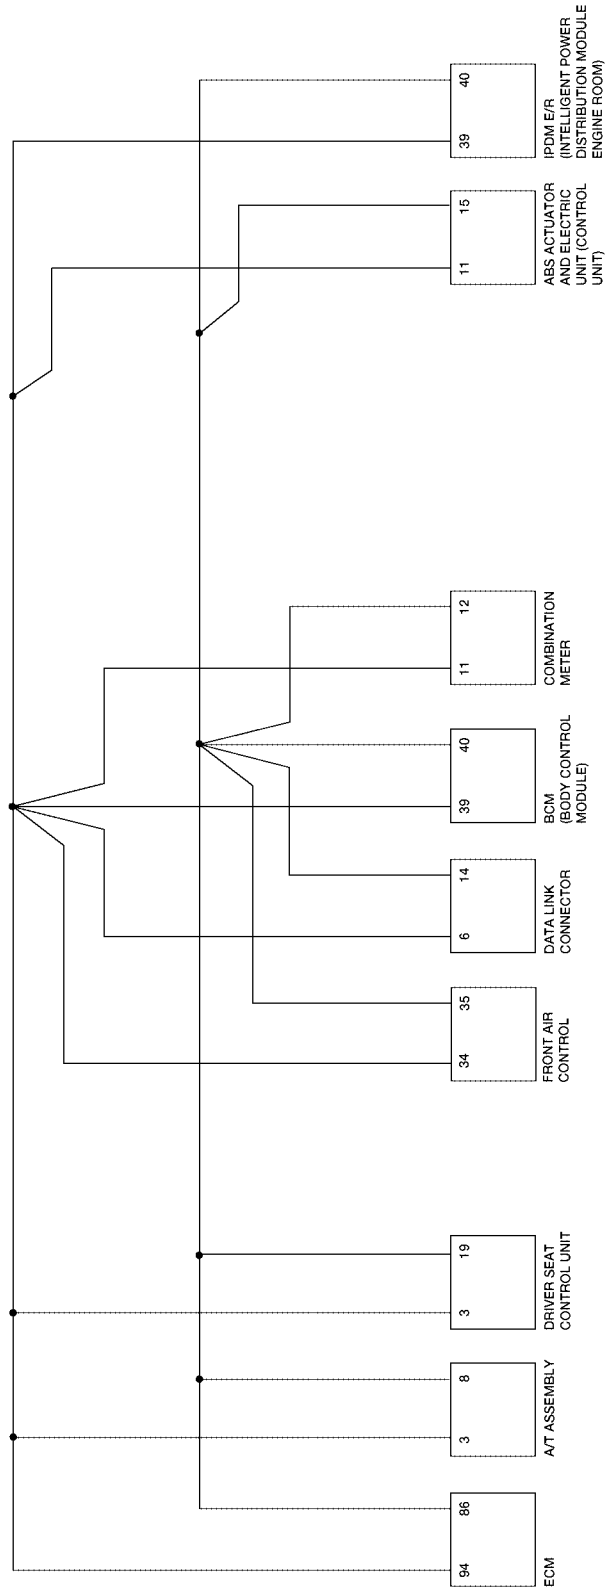 94
86
ECM
3
8
A/T ASSEMBLY
3
19
DRIVER SEAT
CONTROL UNIT
34
35
FRONT AIR
CONTROL
6
14
DATA LINK
CONNECTOR
39
40
BCM
(BODY CONTROL
MODULE)
11
12
COMBINATION
METER
11
15
ABS ACTUATOR
AND ELECTRIC
UNIT (CONTROL
UNIT)
39
40
IPDM E/R
(INTELLIGENT POWER
DISTRIBUTION MODULE
ENGINE ROOM)